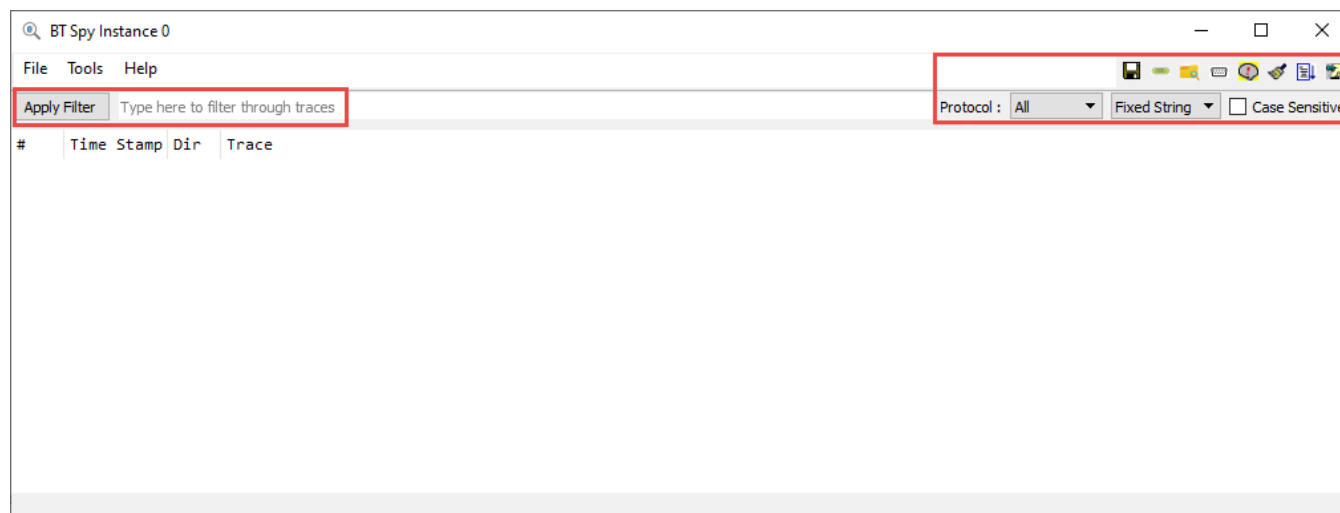 BT Spy Instance 0
File Tools Help
Apply Filter Type here to filter through traces Protocol : All Fixed String Case Sensitive
# Time Stamp Dir Trace